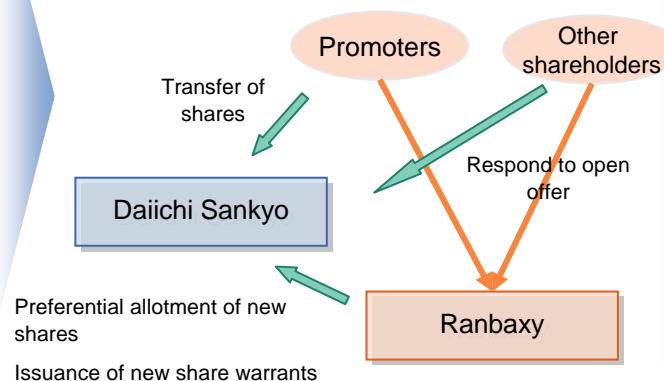 Promoters
Other
shareholders
Transfer of
shares
Respond to open
offer
Daiichi Sankyo
Preferential allotment of new
shares
Ranbaxy
Issuance of new share warrants